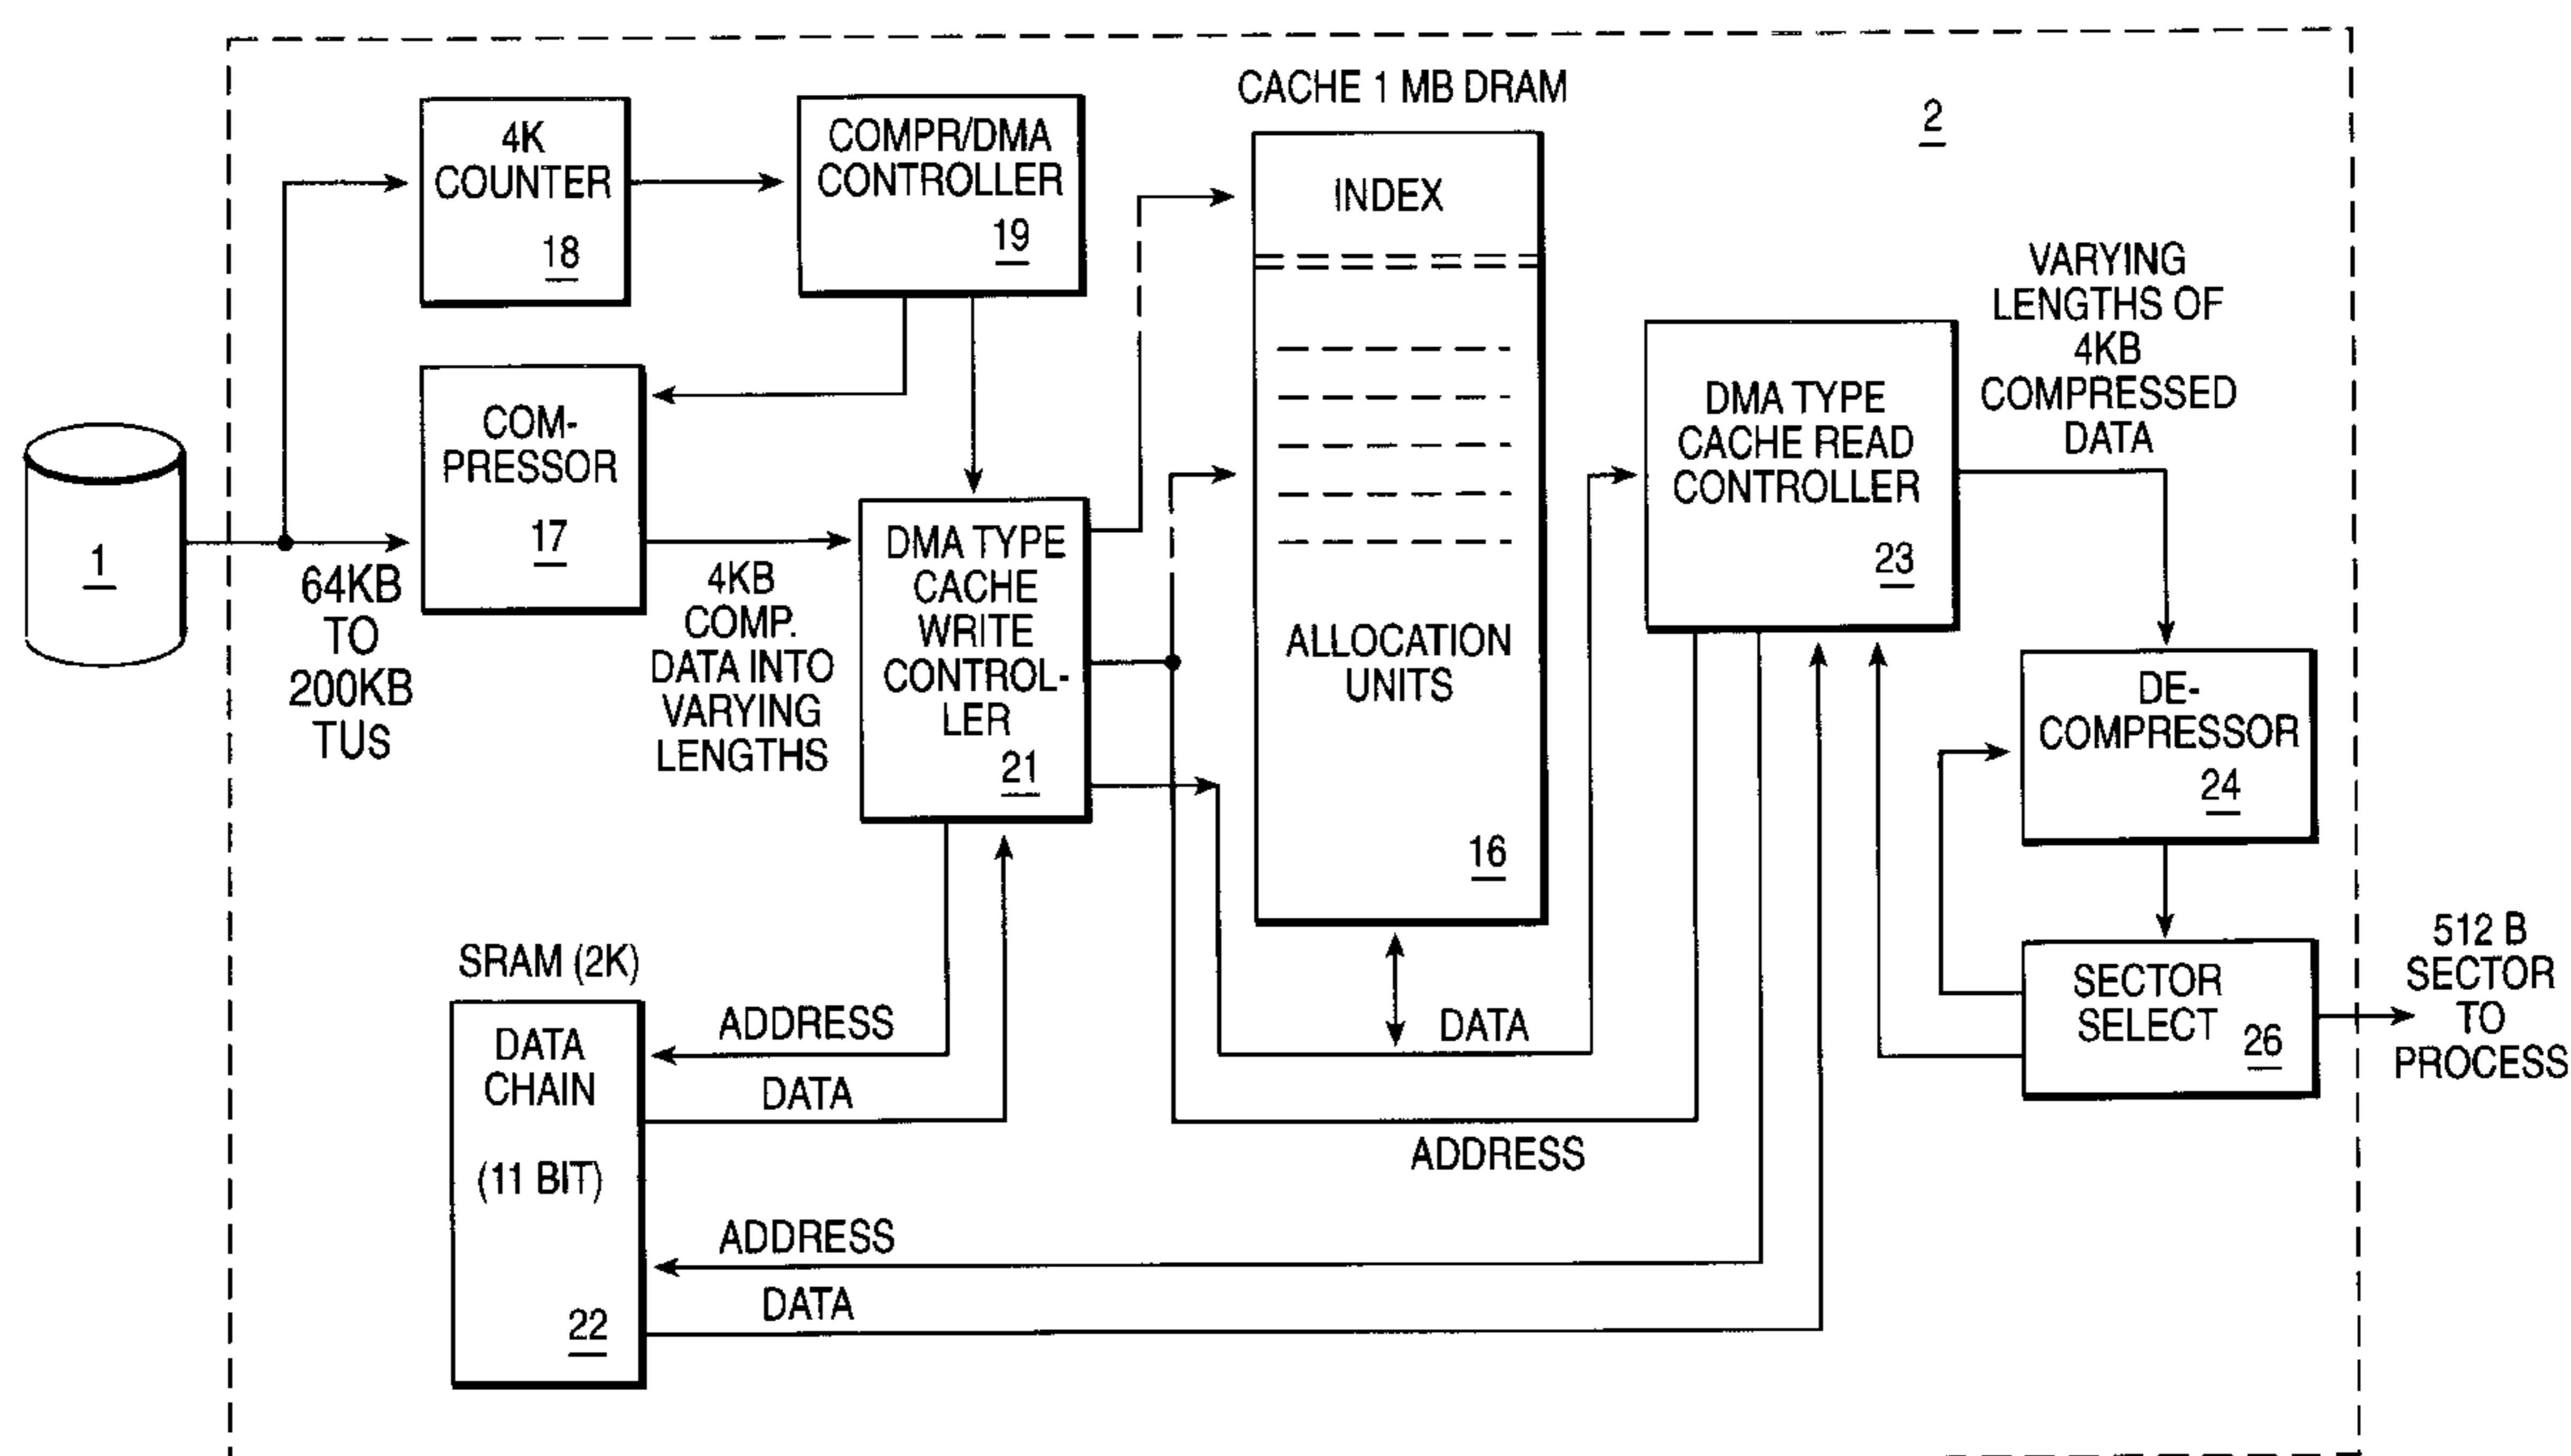 CACHE 1 MB DRAM
2
4K
COUNTER
18
COMPR/DMA
CONTROLLER
19
INDEX
VARYING
LENGTHS OF
4KB
COMPRESSED
DATA
COM-
PRESSOR
17
1
64KB
TO
200KB
TUs
4KB
COMP.
DATA INTO
VARYING
LENGTHS
DMA TYPE
CACHE
WRITE
CONTROL-
LER
21
ALLOCATION
UNITS
16
DMA TYPE
CACHE READ
CONTROLLER
23
DE-
COMPRESSOR
24
SECTOR
SELECT
26
512 B
SECTOR
TO
PROCESS
SRAM (2K)
DATA
CHAIN
(11 BIT)
22
ADDRESS
DATA
DATA
ADDRESS
ADDRESS
DATA